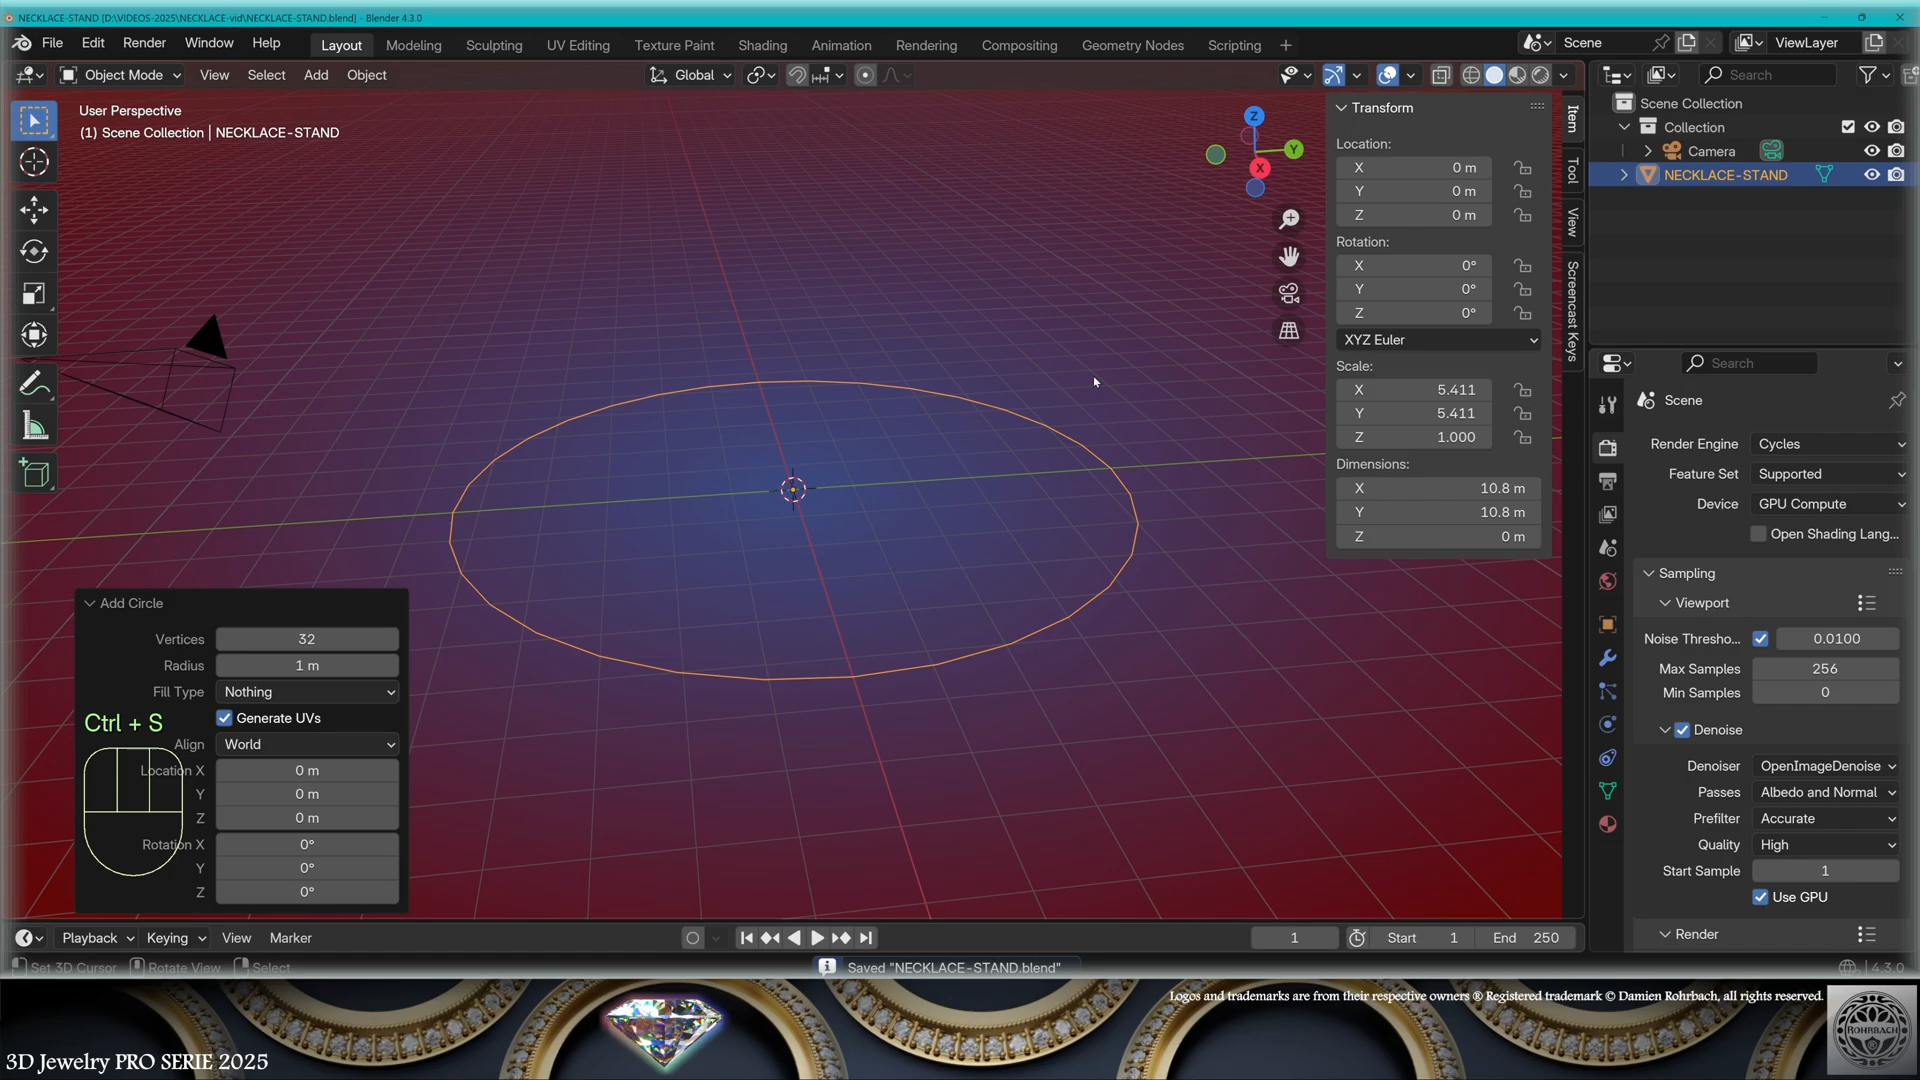 NECKLACE-STAND [D:\VIDEOS-2025\NECKLACE-vid\NECKLACE-STAND.blend] - Blender 4.3.0
File Edit Render Window Help
Layout Modeling Sculpting UV Editing Texture Paint Shading Animation Rendering Compositing Geometry Nodes Scripting +
Scene ViewLayer
Object Mode View Select Add Object Global
Search
User Perspective
(1) Scene Collection | NECKLACE-STAND
Z
Y
X
Transform
Location:
X 0 m
Y 0 m
Z 0 m
Rotation:
X 0°
Y 0°
Z 0°
XYZ Euler
Scale:
X 5.411
Y 5.411
Z 1.000
Dimensions:
X 10.8 m
Y 10.8 m
Z 0 m
Item
Tool
View
Screencast Keys
Scene Collection
Collection
Camera
NECKLACE-STAND
Search
Scene
Render Engine Cycles
Feature Set Supported
Device GPU Compute
Open Shading Lang...
Sampling
Viewport
Noise Thresho... 0.0100
Max Samples 256
Min Samples 0
Denoise
Denoiser OpenImageDenoise
Passes Albedo and Normal
Prefilter Accurate
Quality High
Start Sample 1
Use GPU
Render
Add Circle
Vertices 32
Radius 1 m
Fill Type Nothing
Generate UVs
Ctrl + S
Align World
Location X 0 m
Y 0 m
Z 0 m
Rotation X 0°
Y 0°
Z 0°
Playback Keying View Marker
1 Start 1 End 250
Set 3D Cursor Rotate View Select
Saved "NECKLACE-STAND.blend"
4.3.0
Logos and trademarks are from their respective owners ® Registered trademark © Damien Rohrbach, all rights reserved.
ROHRBACH
3D Jewelry PRO SERIE 2025